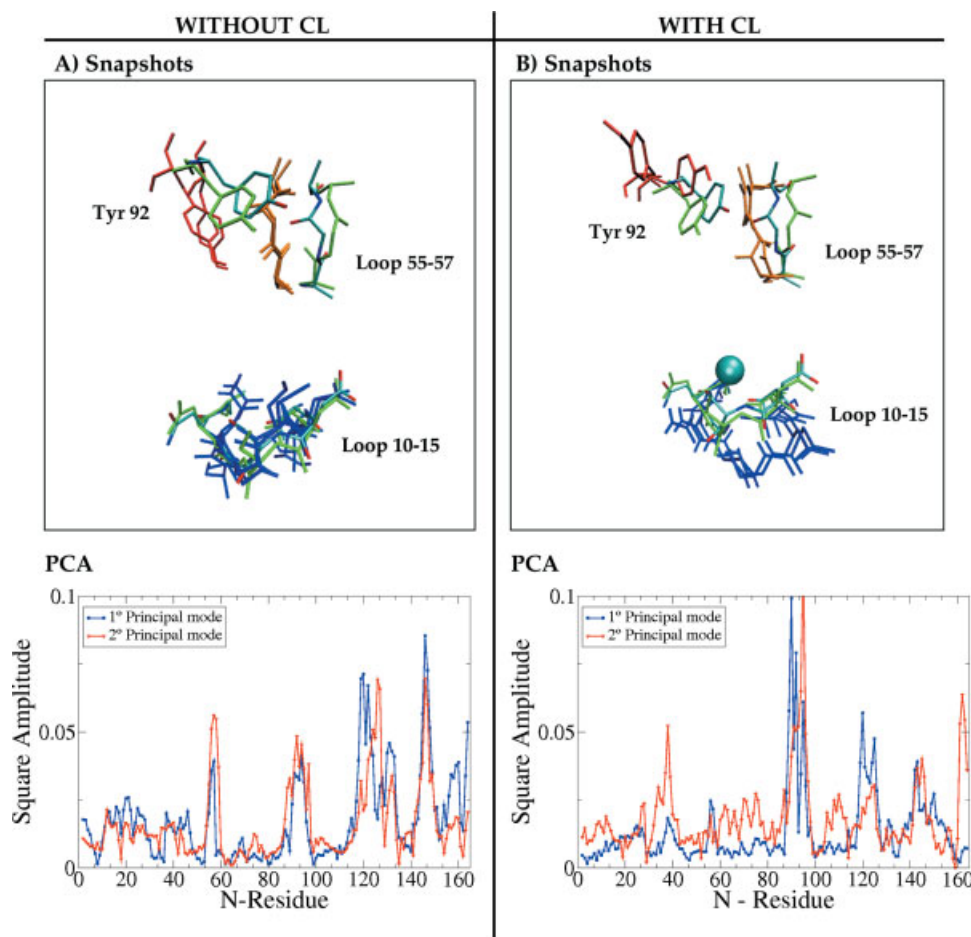 WITHOUT CL
WITH CL
A) Snapshots
Tyr 92
Loop 55-57
Loop 10-15
B) Snapshots
Tyr 92
Loop 55-57
Loop 10-15
PCA
0.1
0.05
0
Square Amplitude
1º Principal mode
2º Principal mode
0 20 40 60 80 100 120 140 160
N-Residue
PCA
0.1
0.05
0
Square Amplitude
1º Principal mode
2º Principal mode
0 20 40 60 80 100 120 140 160
N - Residue